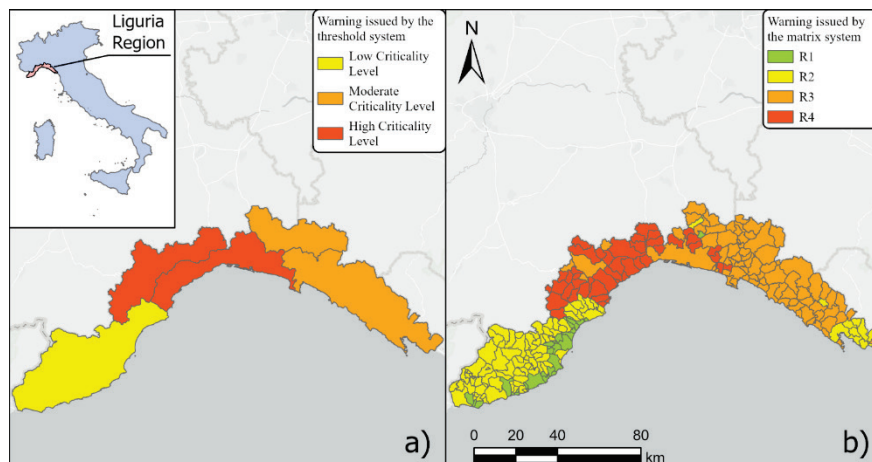 Liguria
Region
Warning issued by the
threshold system
Low Criticality
Level
Moderate
Criticality Level
High Criticality
Level
a)
N
Warning issued by
the matrix system
R1
R2
R3
R4
0 20 40 80
km
b)